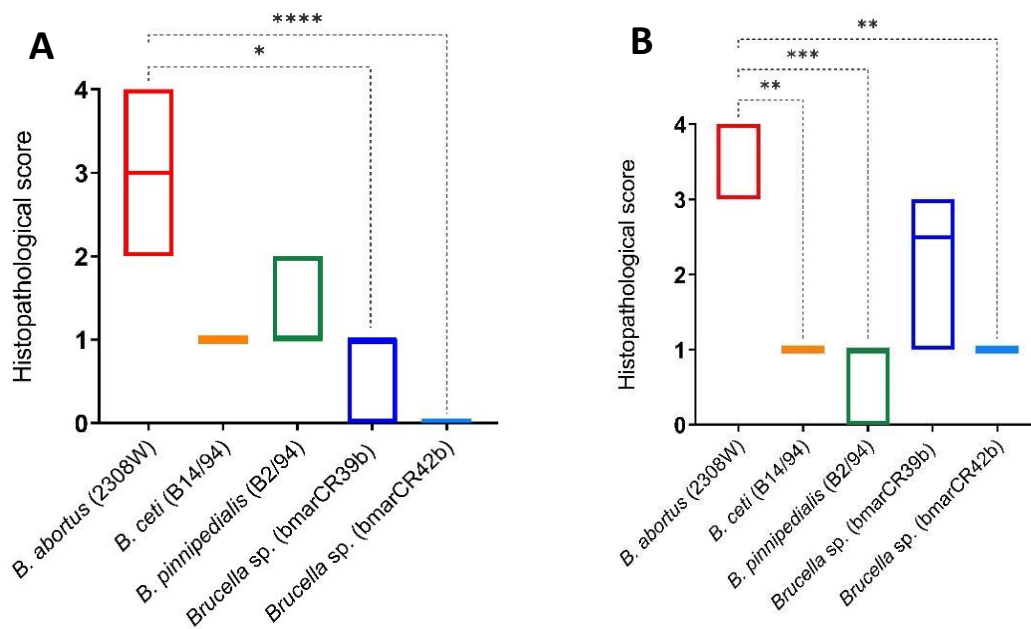 A
****
*
Histopathological score
4
3
2
1
0
B. abortus (2308W)
B. ceti (B14/94)
B. pinnipedialis (B2/94)
Brucella sp. (bmarCR39b)
Brucella sp. (bmarCR42b)
B
**
***
**
Histopathological score
4
3
2
1
0
B. abortus (2308W)
B. ceti (B14/94)
B. pinnipedialis (B2/94)
Brucella sp. (bmarCR39b)
Brucella sp. (bmarCR42b)